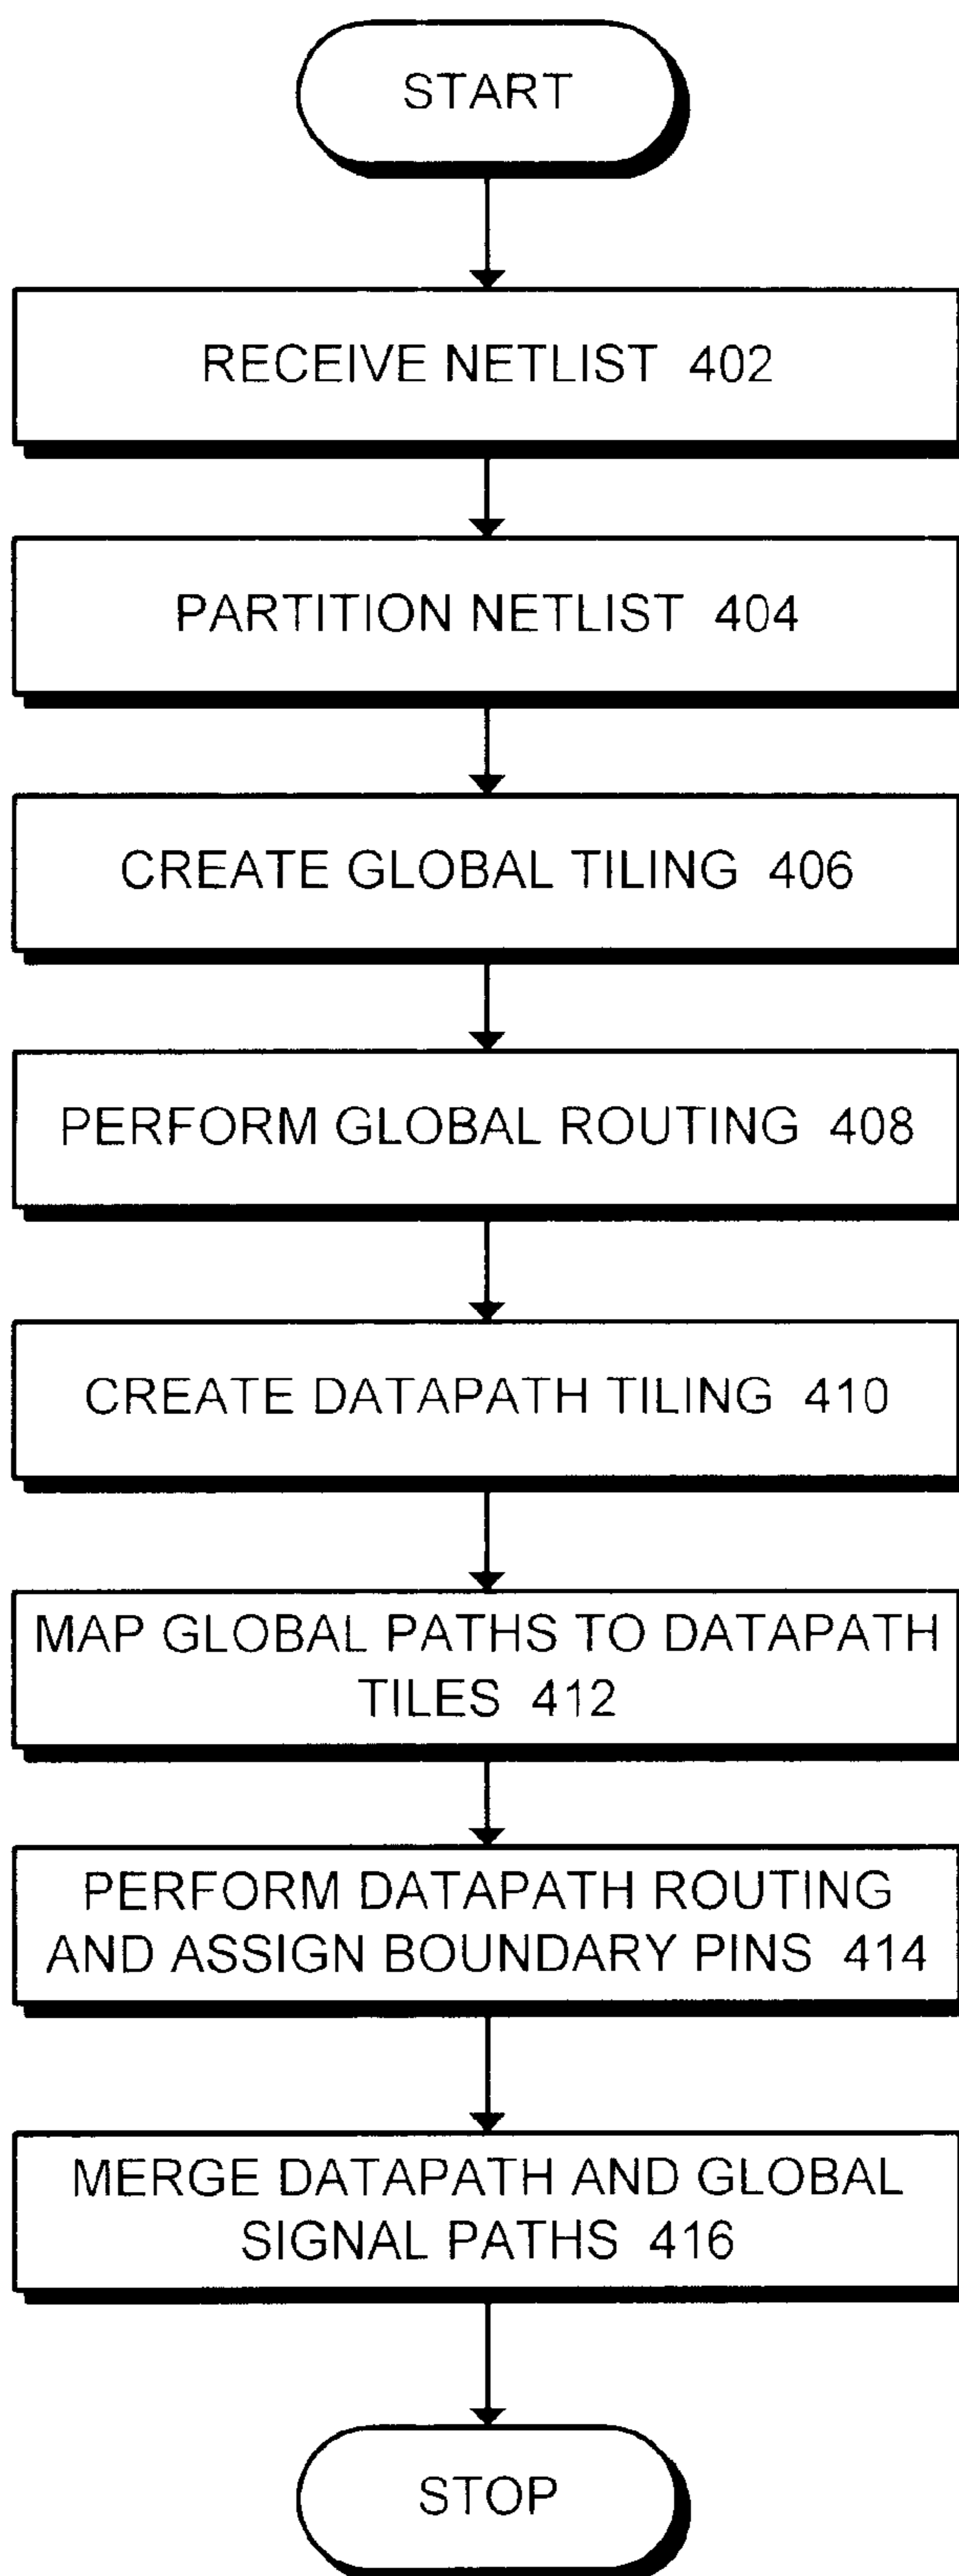 START
RECEIVE NETLIST 402
PARTITION NETLIST 404
CREATE GLOBAL TILING 406
PERFORM GLOBAL ROUTING 408
CREATE DATAPATH TILING 410
MAP GLOBAL PATHS TO DATAPATH
TILES 412
PERFORM DATAPATH ROUTING
AND ASSIGN BOUNDARY PINS 414
MERGE DATAPATH AND GLOBAL
SIGNAL PATHS 416
STOP